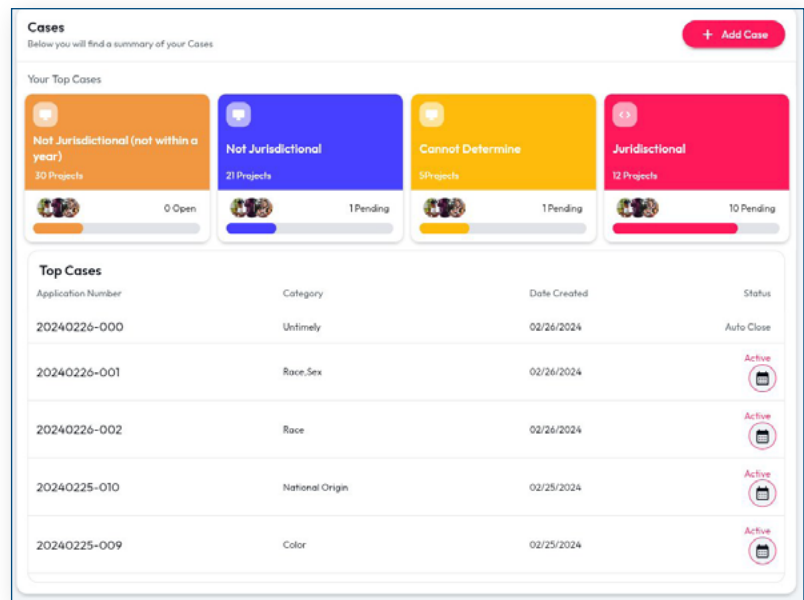 Cases
Below you will find a summary of your Cases
+ Add Case
Your Top Cases
Not Jurisdictional (not within a
year)
30 Projects
0 Open
Not Jurisdictional
21 Projects
1 Pending
Cannot Determine
5Projects
1 Pending
Juridisctional
12 Projects
10 Pending
Top Cases
Application Number Category Date Created Status
20240226-000 Untimely 02/26/2024 Auto Close
20240226-001 Race,Sex 02/26/2024 Active
20240226-002 Race 02/26/2024 Active
20240225-010 National Origin 02/25/2024 Active
20240225-009 Color 02/25/2024 Active